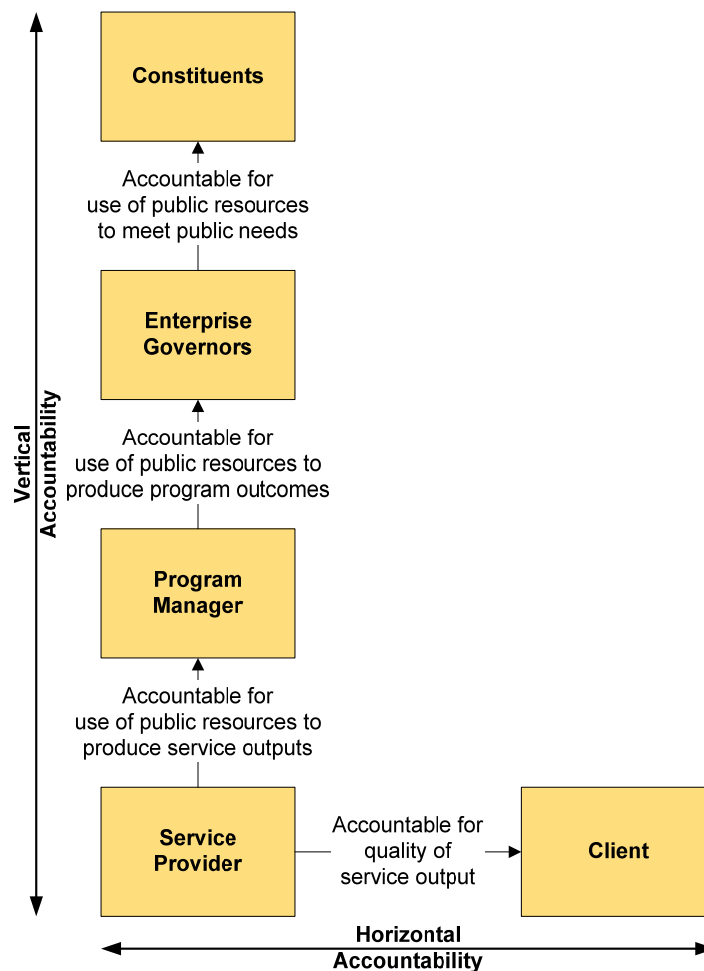 Constituents
Accountable for
use of public resources
to meet public needs
Enterprise
Governors
Accountable for
use of public resources to
produce program outcomes
Vertical
Accountability
Program
Manager
Accountable for
use of public resources to
produce service outputs
Service
Provider
Accountable for
quality of
service output
Client
Horizontal
Accountability